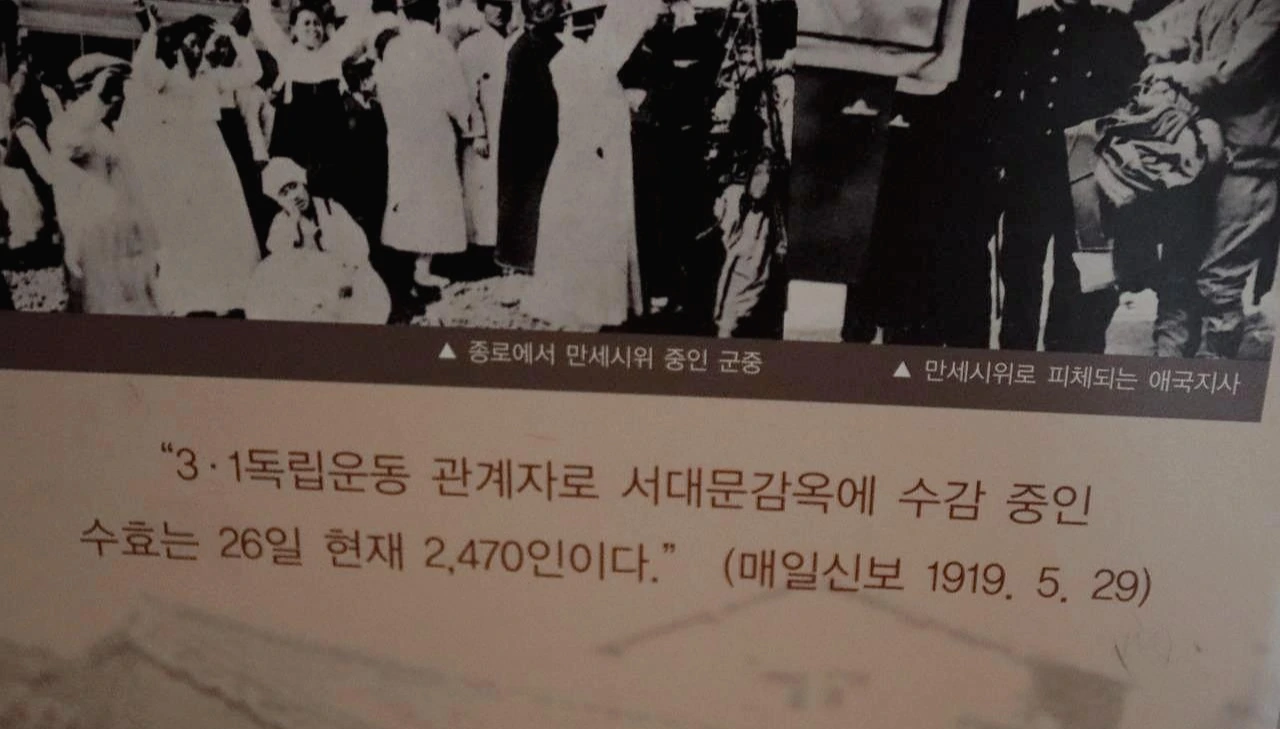 ▲ 종로에서 만세시위 중인 군중
▲ 만세시위로 피체되는 애국지사
“3·1독립운동 관계자로 서대문감옥에 수감 중인
수효는 26일 현재 2,470인이다.” (매일신보 1919. 5. 29)